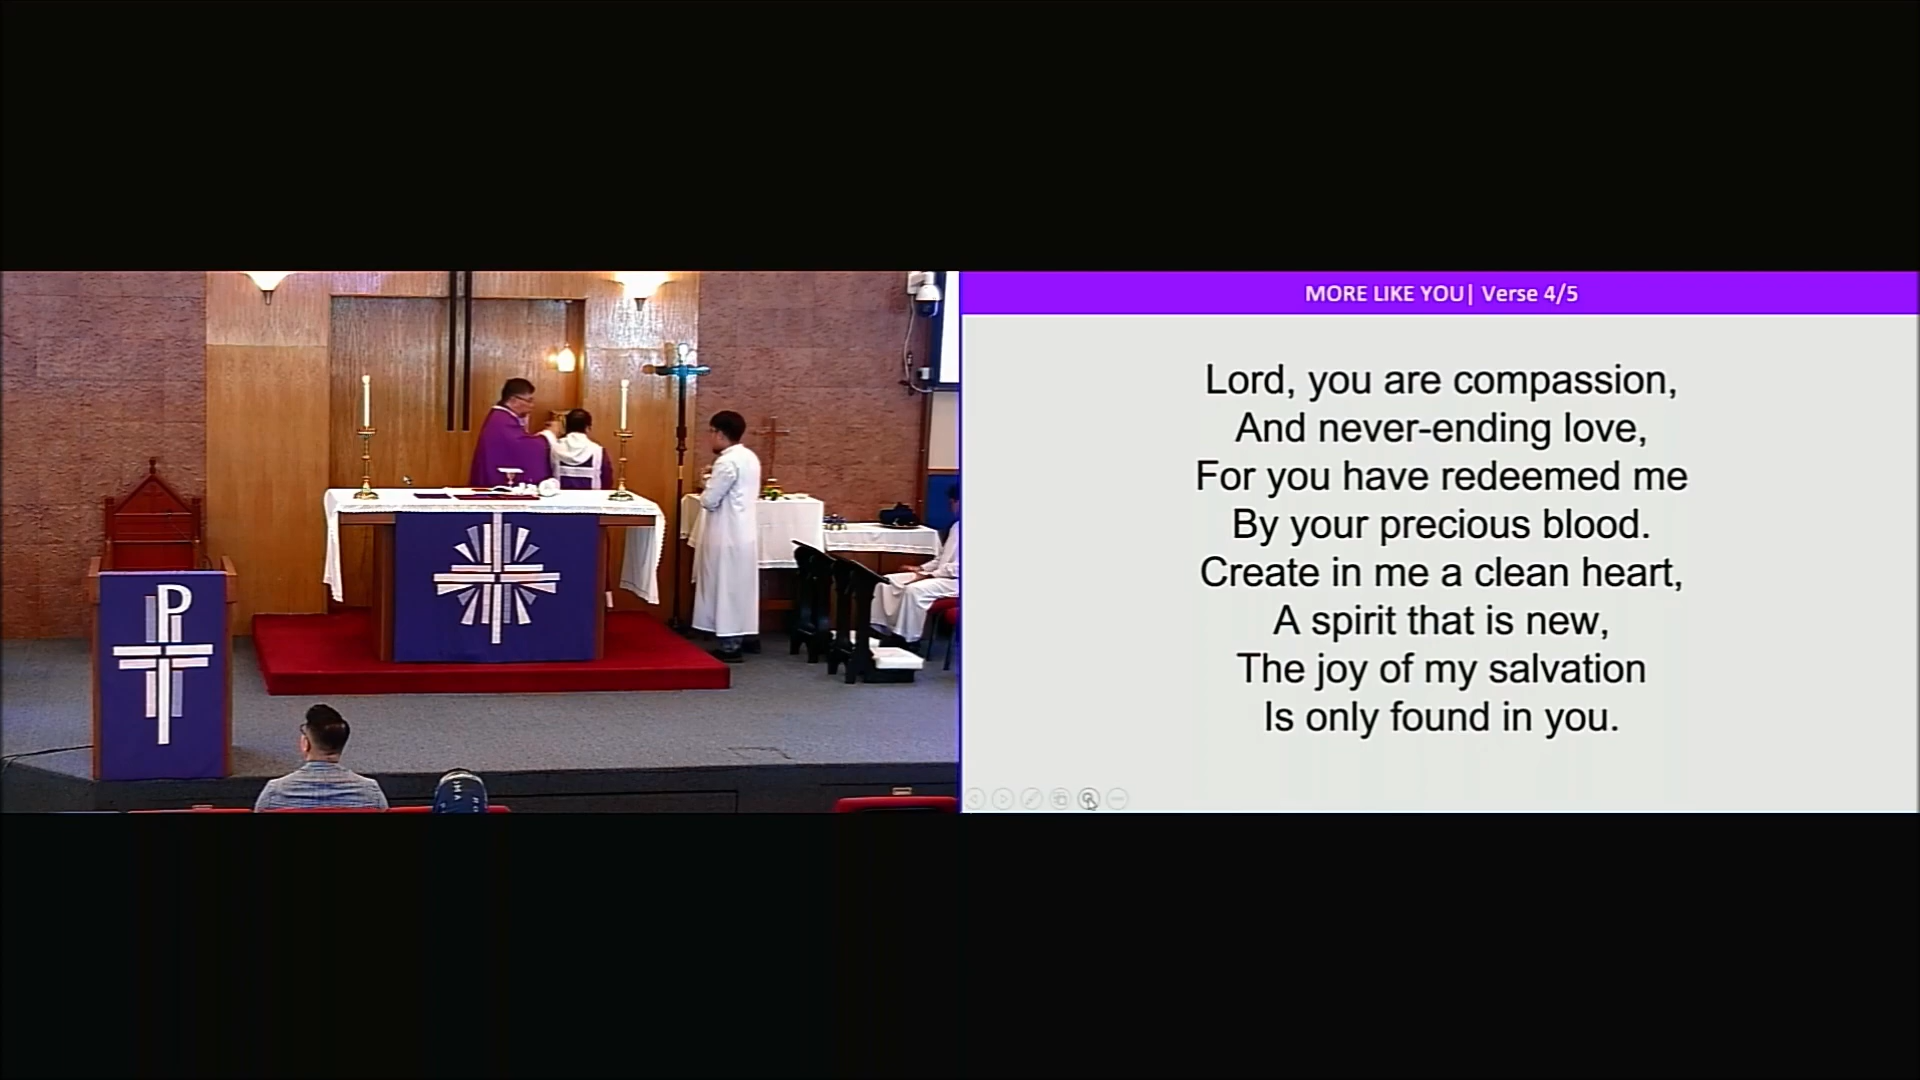 MORE LIKE YOU| Verse 4/5
Lord, you are compassion,
And never-ending love,
For you have redeemed me
By your precious blood.
Create in me a clean heart,
A spirit that is new,
The joy of my salvation
Is only found in you.